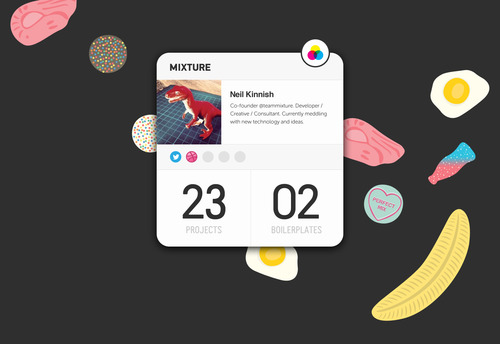 MIXTURE
Neil Kinnish
Co-founder @teammixture. Developer /
Creative / Consultant. Currently meddling
with new technology and ideas.
23
02
PROJECTS
BOILERPLATES
PERFECT
MIX